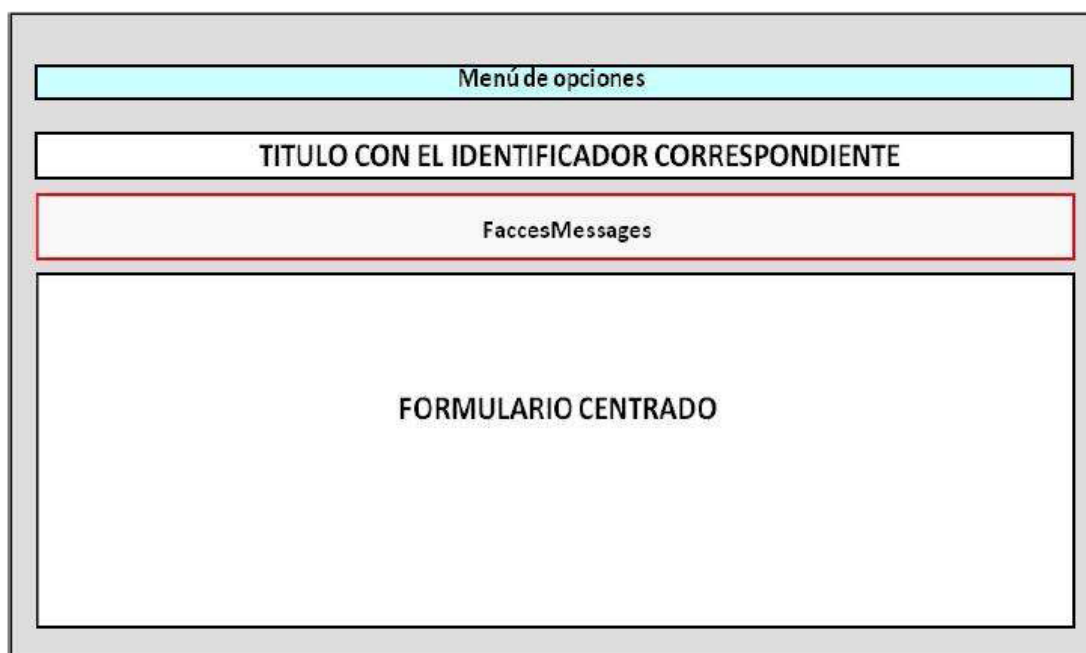 Menú de opciones
TITULO CON EL IDENTIFICADOR CORRESPONDIENTE
FaccesMessages
FORMULARIO CENTRADO